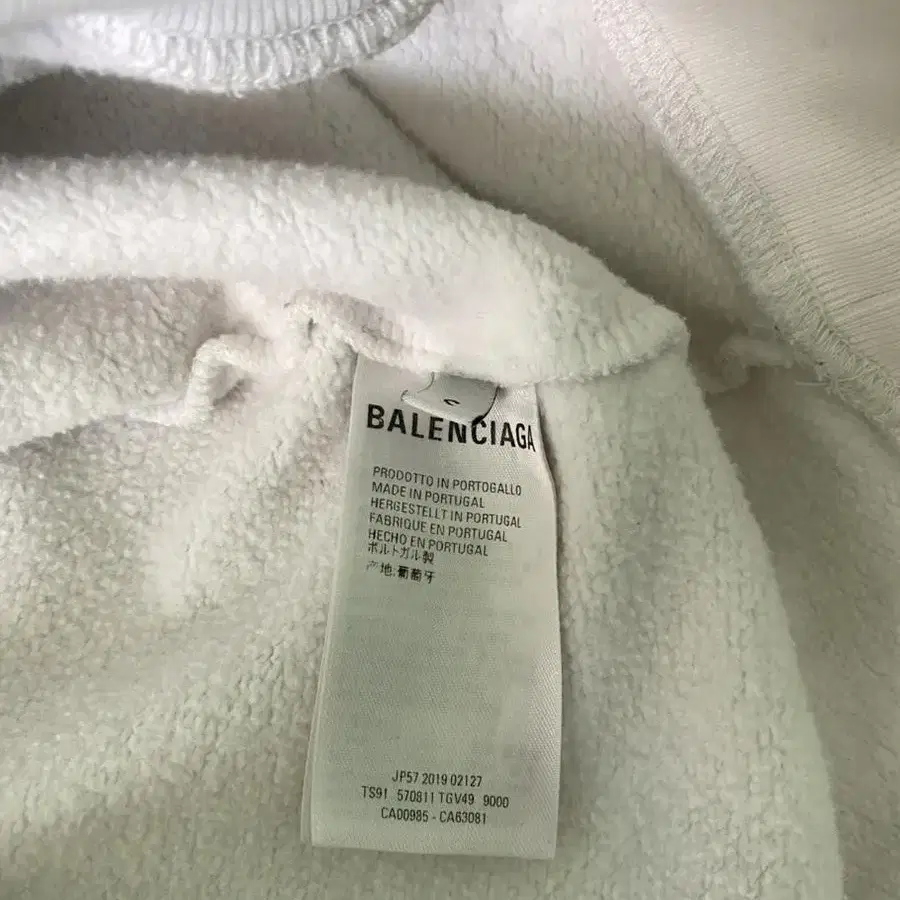 BALENCIAGA
PRODOTTO IN PORTOGALLO
MADE IN PORTUGAL
HERGESTELLT IN PORTUGAL
FABRIQUE EN PORTUGAL
HECHO EN PORTUGAL
ポルトガル製
产地:葡萄牙
JP57 2019 02127
TS91 570811 TGV49 9000
CA00985 - CA63081